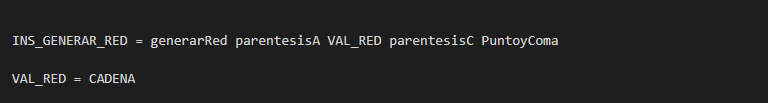 INS_GENERAR_RED = generarRed parentesisA VAL_RED parentesisC PuntoyComa
VAL_RED = CADENA